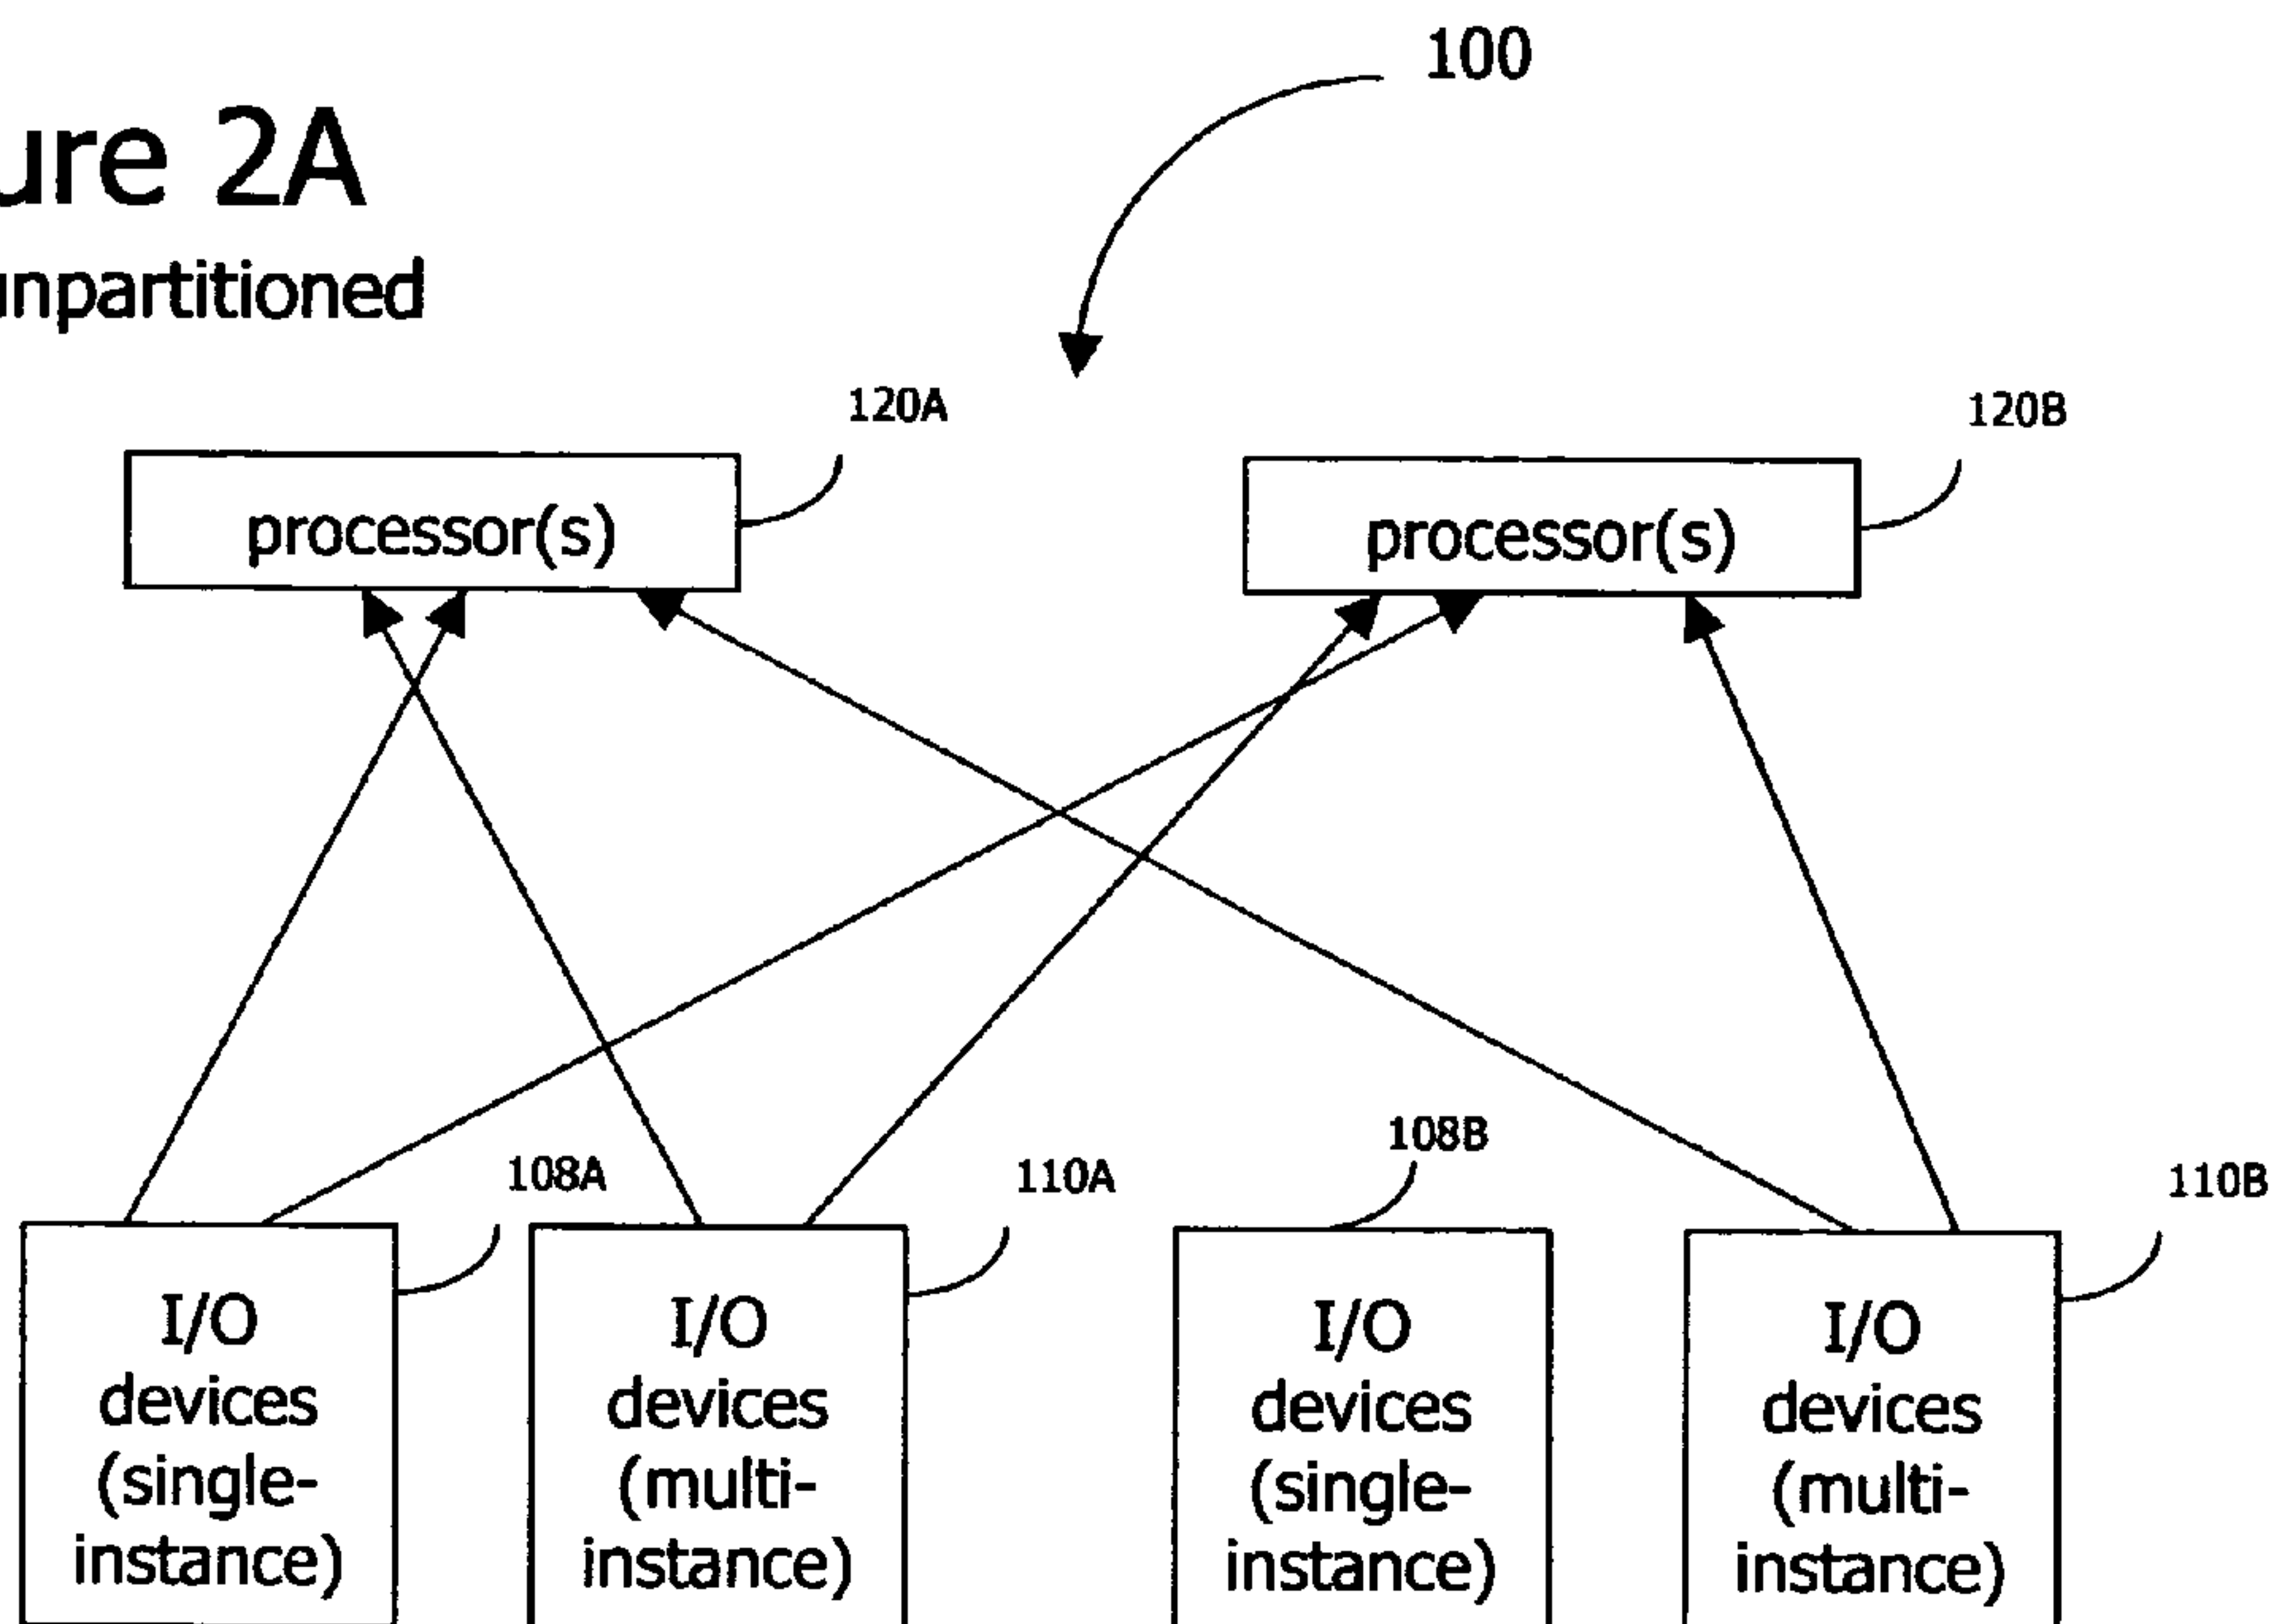 100
ure 2A
unpartitioned
120A
120B
processor(s)
processor(s)
108A
110A
108B
110B
I/O
devices
(single-
instance)
I/O
devices
(multi-
instance)
I/O
devices
(single-
instance)
I/O
devices
(multi-
instance)